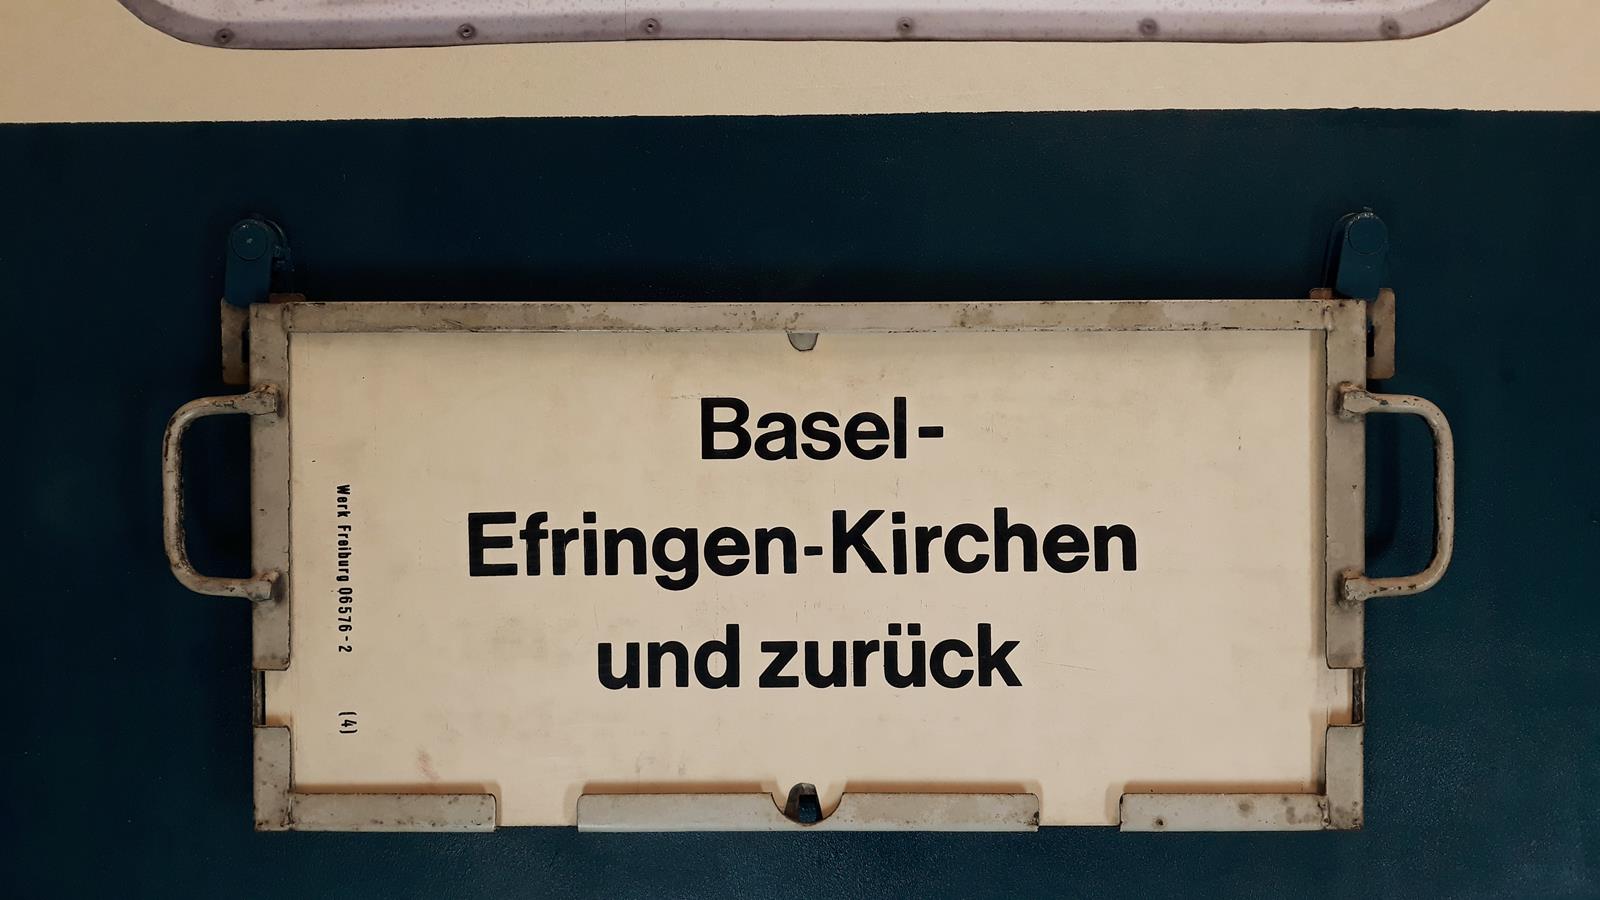 Basel-
Efringen-Kirchen
und zurück
Werk Freiburg 06576-2 (4)